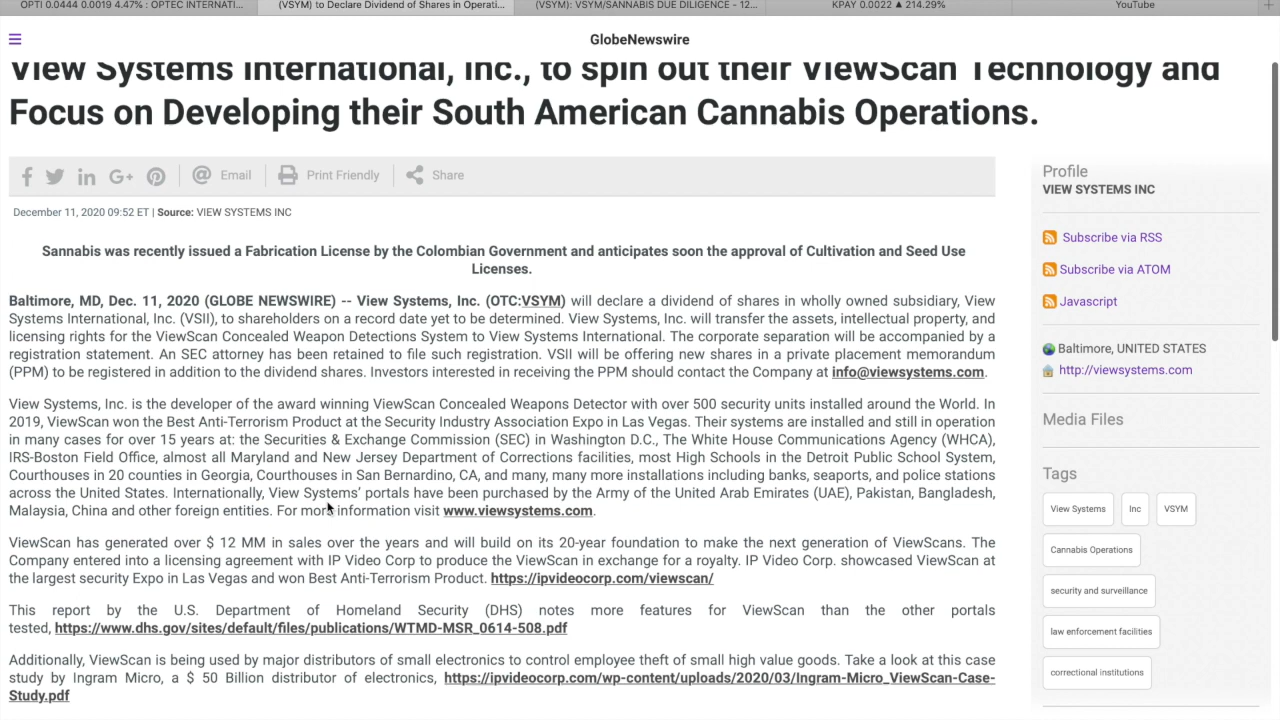 OPTI 0.0444 0.0019 4.47% : OPTEC INTERNATI...
(VSYM) to Declare Dividend of Shares in Operati...
(VSYM): VSYM/SANNABIS DUE DILIGENCE - 12...
KPAY 0.0022 ▲ 214.29%
YouTube
GlobeNewswire
View Systems International, Inc., to spin out their ViewScan Technology and
Focus on Developing their South American Cannabis Operations.
Email
Print Friendly
Share
December 11, 2020 09:52 ET | Source: VIEW SYSTEMS INC
Sannabis was recently issued a Fabrication License by the Colombian Government and anticipates soon the approval of Cultivation and Seed Use
Licenses.
Baltimore, MD, Dec. 11, 2020 (GLOBE NEWSWIRE) -- View Systems, Inc. (OTC:VSYM) will declare a dividend of shares in wholly owned subsidiary, View
Systems International, Inc. (VSII), to shareholders on a record date yet to be determined. View Systems, Inc. will transfer the assets, intellectual property, and
licensing rights for the ViewScan Concealed Weapon Detections System to View Systems International. The corporate separation will be accompanied by a
registration statement. An SEC attorney has been retained to file such registration. VSII will be offering new shares in a private placement memorandum
(PPM) to be registered in addition to the dividend shares. Investors interested in receiving the PPM should contact the Company at info@viewsystems.com.
View Systems, Inc. is the developer of the award winning ViewScan Concealed Weapons Detector with over 500 security units installed around the World. In
2019, ViewScan won the Best Anti-Terrorism Product at the Security Industry Association Expo in Las Vegas. Their systems are installed and still in operation
in many cases for over 15 years at: the Securities & Exchange Commission (SEC) in Washington D.C., The White House Communications Agency (WHCA),
IRS-Boston Field Office, almost all Maryland and New Jersey Department of Corrections facilities, most High Schools in the Detroit Public School System,
Courthouses in 20 counties in Georgia, Courthouses in San Bernardino, CA, and many, many more installations including banks, seaports, and police stations
across the United States. Internationally, View Systems' portals have been purchased by the Army of the United Arab Emirates (UAE), Pakistan, Bangladesh,
Malaysia, China and other foreign entities. For more information visit www.viewsystems.com.
ViewScan has generated over $ 12 MM in sales over the years and will build on its 20-year foundation to make the next generation of ViewScans. The
Company entered into a licensing agreement with IP Video Corp to produce the ViewScan in exchange for a royalty. IP Video Corp. showcased ViewScan at
the largest security Expo in Las Vegas and won Best Anti-Terrorism Product. https://ipvideocorp.com/viewscan/
This report by the U.S. Department of Homeland Security (DHS) notes more features for ViewScan than the other portals
tested, https://www.dhs.gov/sites/default/files/publications/WTMD-MSR_0614-508.pdf
Additionally, ViewScan is being used by major distributors of small electronics to control employee theft of small high value goods. Take a look at this case
study by Ingram Micro, a $ 50 Billion distributor of electronics, https://ipvideocorp.com/wp-content/uploads/2020/03/Ingram-Micro_ViewScan-Case-
Study.pdf
Profile
VIEW SYSTEMS INC
Subscribe via RSS
Subscribe via ATOM
Javascript
Baltimore, UNITED STATES
http://viewsystems.com
Media Files
Tags
View Systems
Inc
VSYM
Cannabis Operations
security and surveillance
law enforcement facilities
correctional institutions